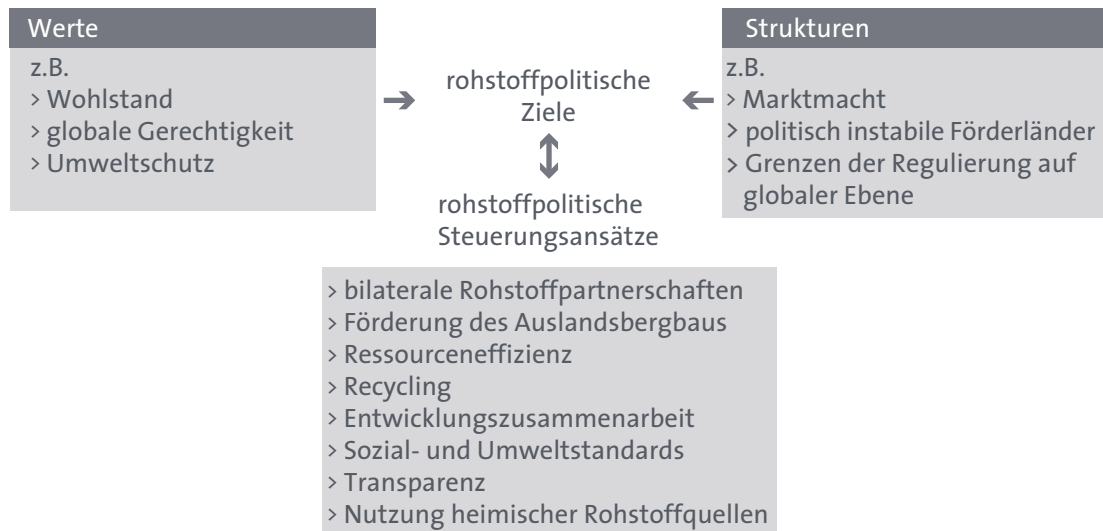 Werte
z.B.
> Wohlstand
> globale Gerechtigkeit
> Umweltschutz
rohstoffpolitische
Ziele
rohstoffpolitische
Steuerungsansätze
Strukturen
z.B.
> Marktmacht
> politisch instabile Förderländer
> Grenzen der Regulierung auf
globaler Ebene
> bilaterale Rohstoffpartnerschaften
> Förderung des Auslandsbergbaus
> Ressourceneffizienz
> Recycling
> Entwicklungszusammenarbeit
> Sozial- und Umweltstandards
> Transparenz
> Nutzung heimischer Rohstoffquellen